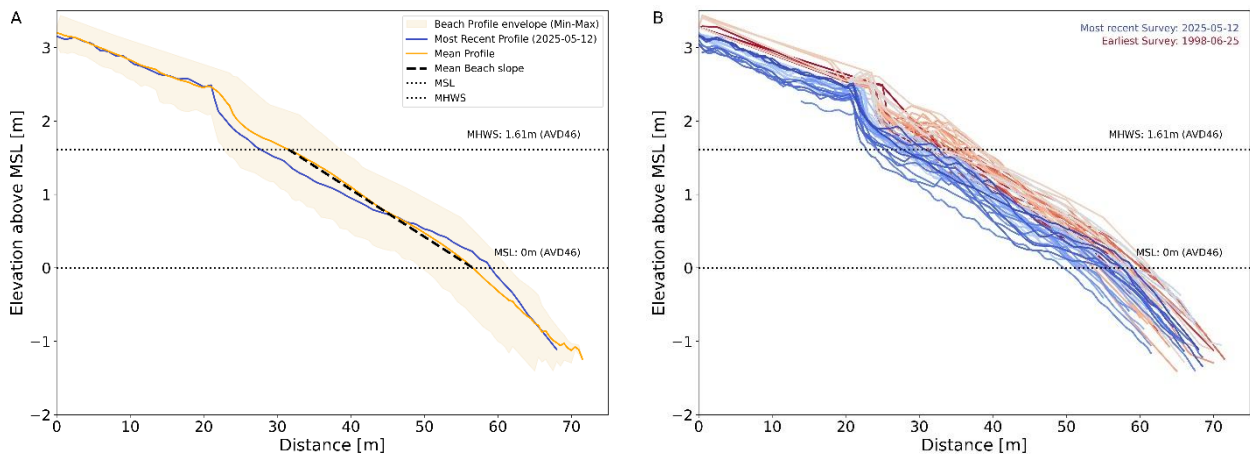 A
Elevation above MSL [m]
3
2
1
0
−1
−2
Beach Profile envelope (Min-Max)
Most Recent Profile (2025-05-12)
Mean Profile
Mean Beach slope
MSL
MHWS
MHWS: 1.61m (AVD46)
MSL: 0m (AVD46)
0 10 20 30 40 50 60 70
Distance [m]
B
Elevation above MSL [m]
3
2
1
0
−1
−2
Most recent Survey: 2025-05-12
Earliest Survey: 1998-06-25
MHWS: 1.61m (AVD46)
MSL: 0m (AVD46)
0 10 20 30 40 50 60 70
Distance [m]